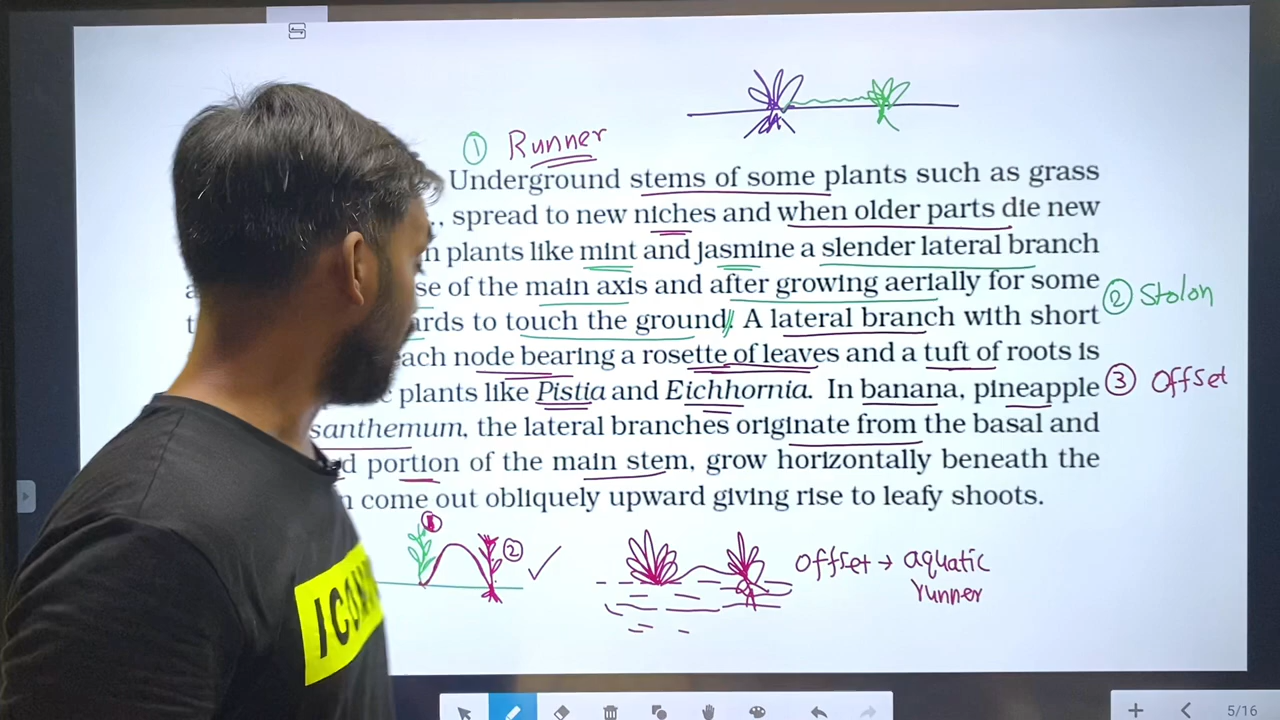 ① Runner
Underground stems of some plants such as grass
., spread to new niches and when older parts die new
n plants like mint and jasmine a slender lateral branch
se of the main axis and after growing aerially for some
ards to touch the ground. A lateral branch with short
② Stolon
each node bearing a rosette of leaves and a tuft of roots is
plants like Pistia and Eichhornia. In banana, pineapple
③ Offset
santhemum, the lateral branches originate from the basal and
d portion of the main stem, grow horizontally beneath the
come out obliquely upward giving rise to leafy shoots.
① ②
Offset → aquatic
runner
5/16